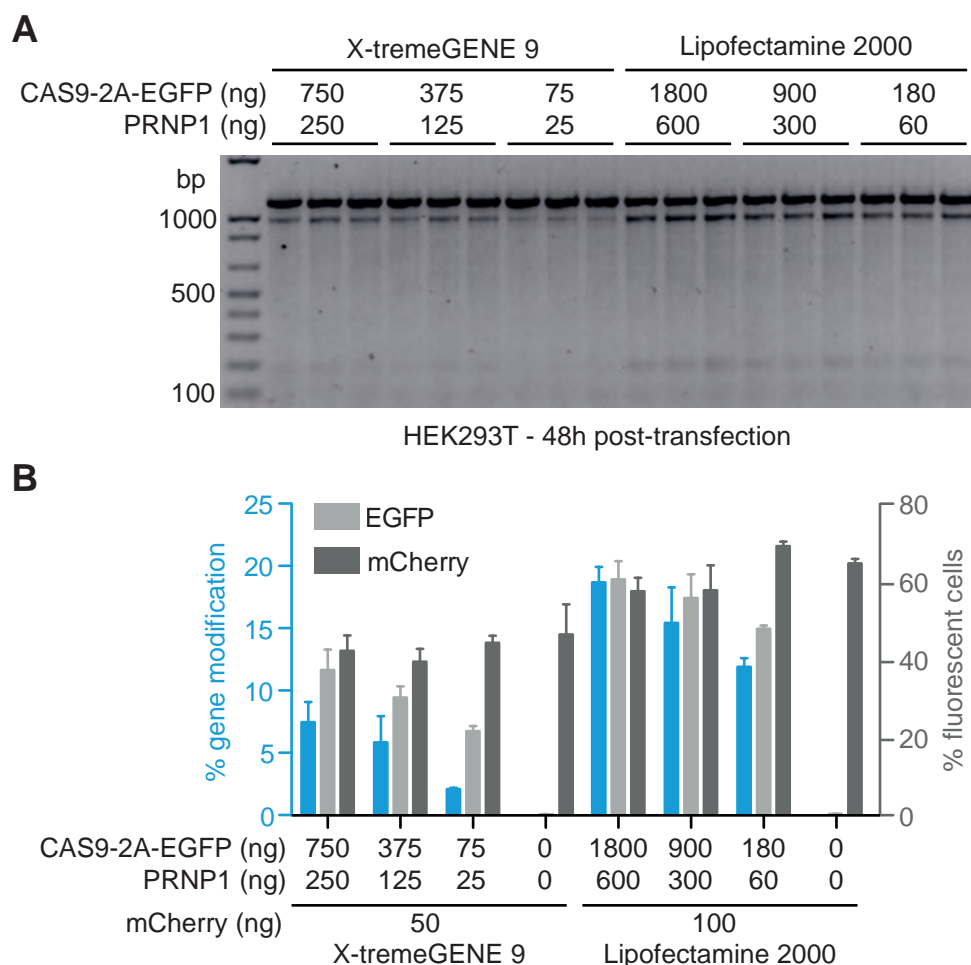 A
X-tremeGENE 9 Lipofectamine 2000
CAS9-2A-EGFP (ng) 750 375 75 1800 900 180
PRNP1 (ng) 250 125 25 600 300 60
bp
1000
500
100
HEK293T - 48h post-transfection
B
25 80
EGFP
mCherry
20 60
15
40
10
20
5
0 0
% gene modification
% fluorescent cells
CAS9-2A-EGFP (ng) 750 375 75 0 1800 900 180 0
PRNP1 (ng) 250 125 25 0 600 300 60 0
mCherry (ng) 50 100
X-tremeGENE 9 Lipofectamine 2000